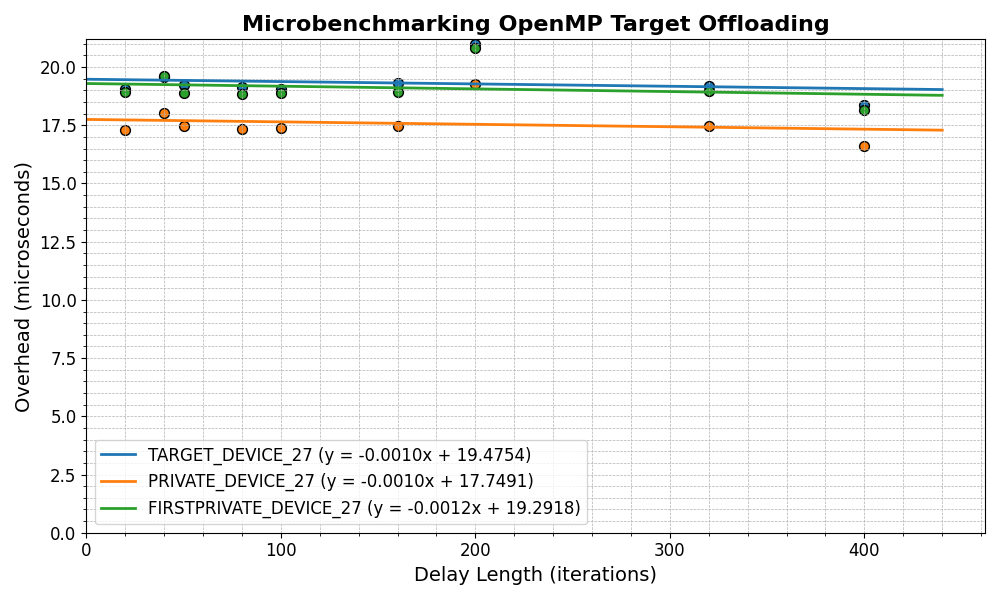 Microbenchmarking OpenMP Target Offloading
Overhead (microseconds)
20.0
17.5
15.0
12.5
10.0
7.5
5.0
2.5
0.0
TARGET_DEVICE_27 (y = -0.0010x + 19.4754)
PRIVATE_DEVICE_27 (y = -0.0010x + 17.7491)
FIRSTPRIVATE_DEVICE_27 (y = -0.0012x + 19.2918)
0 100 200 300 400
Delay Length (iterations)